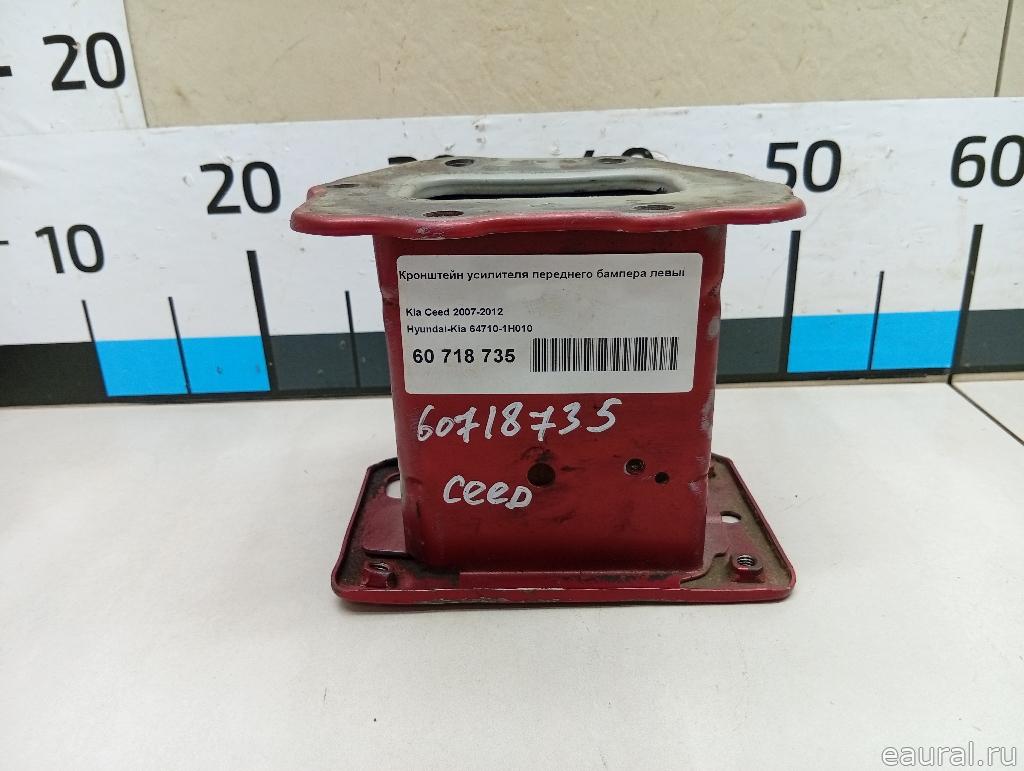 20
10
20
50
60
Кронштейн усилителя переднего бампера левы
Kia Ceed 2007-2012
Hyundai-Kia 64710-1H010
60 718 735
60718735
ceed
eaural.ru